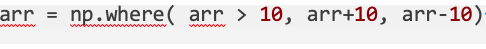 arr = np.where( arr > 10, arr+10, arr-10)